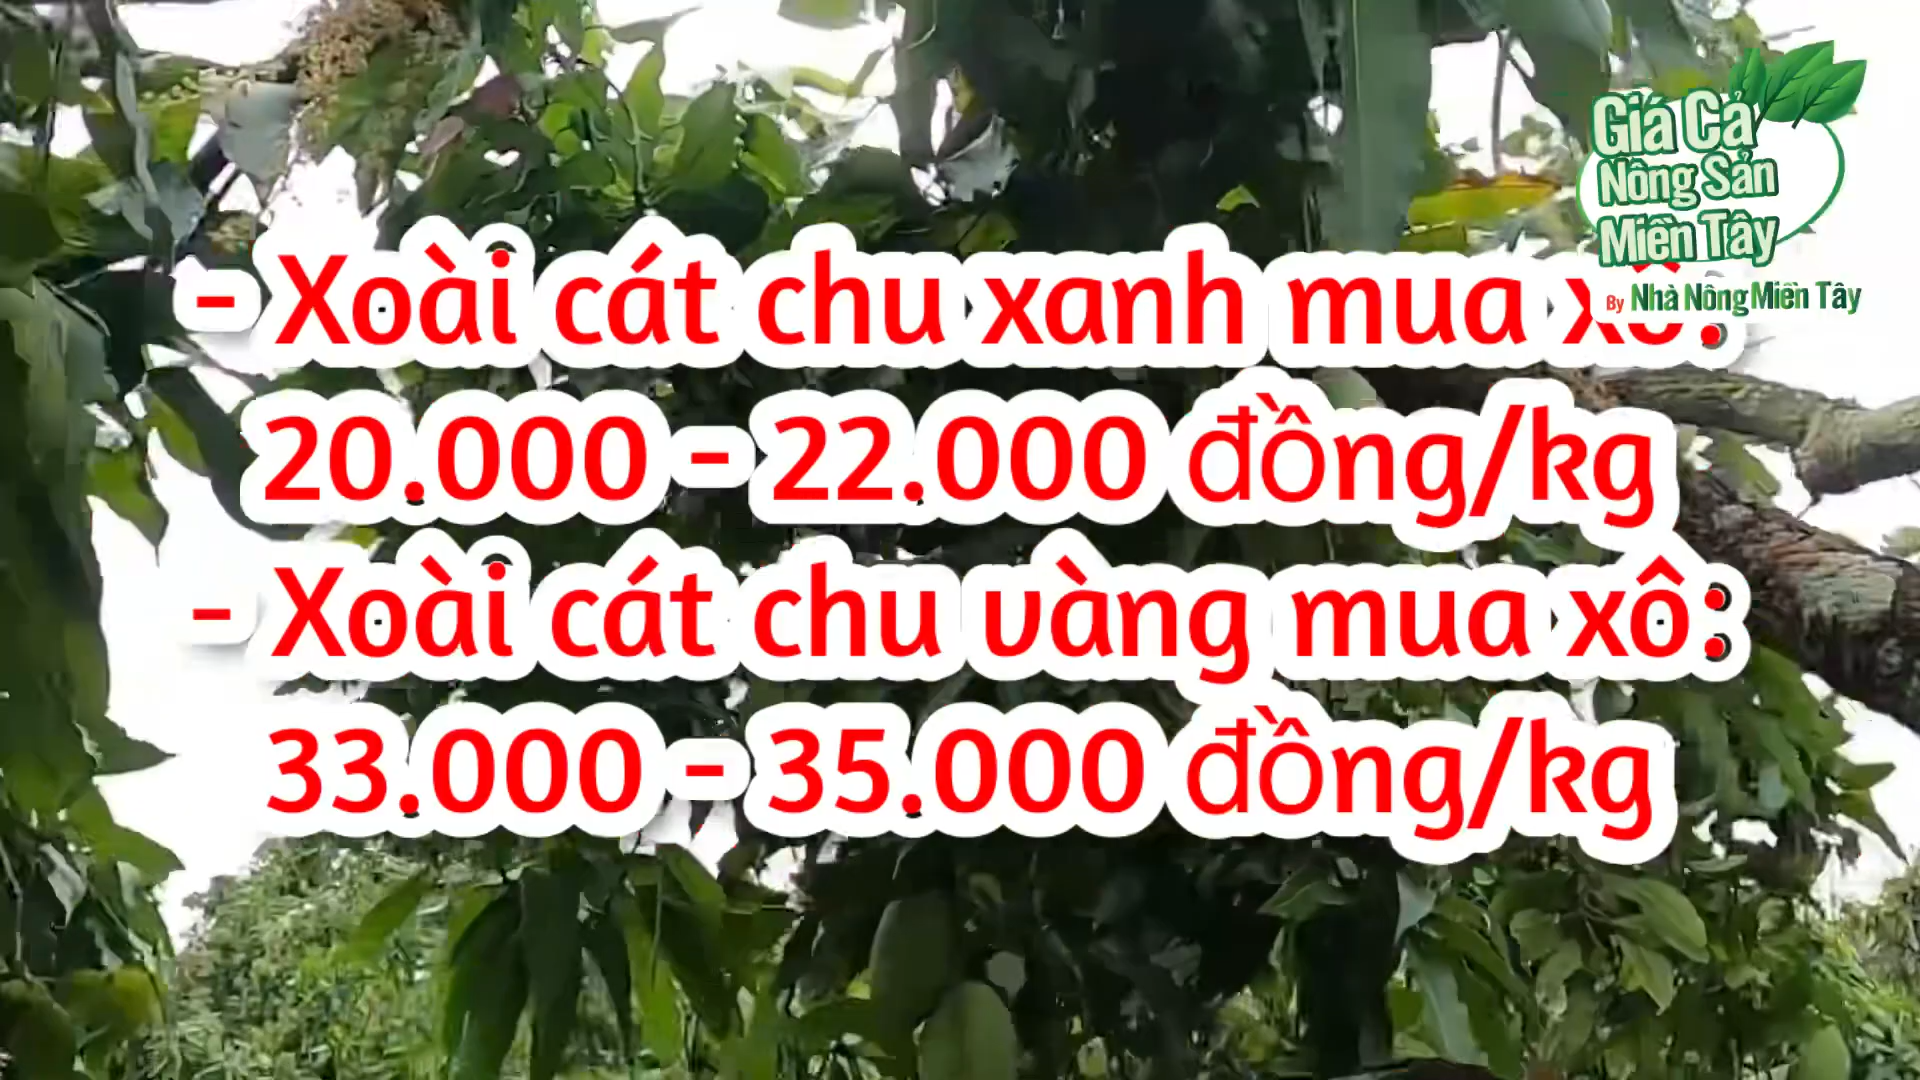 Giá Cả
Nông Sản
Miền Tây
By Nhà Nông Miền Tây
- Xoài cát chu xanh mua xô:
20.000 - 22.000 đồng/kg
- Xoài cát chu vàng mua xô:
33.000 - 35.000 đồng/kg